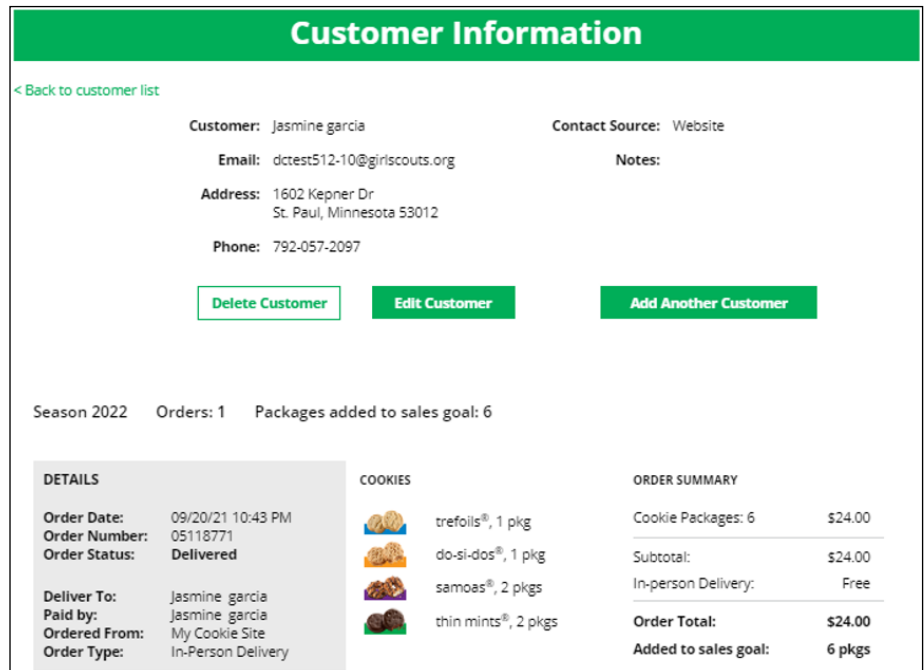 Customer Information
< Back to customer list
Customer: Jasmine garcia
Contact Source: Website
Email: dctest512-10@girlscouts.org
Notes:
Address: 1602 Kepner Dr
St. Paul, Minnesota 53012
Phone: 792-057-2097
Delete Customer
Edit Customer
Add Another Customer
Season 2022 Orders: 1 Packages added to sales goal: 6
DETAILS
Order Date: 09/20/21 10:43 PM
Order Number: 05118771
Order Status: Delivered
Deliver To: Jasmine garcia
Paid by: Jasmine garcia
Ordered From: My Cookie Site
Order Type: In-Person Delivery
COOKIES
trefoils®, 1 pkg
do-si-dos®, 1 pkg
samoas®, 2 pkgs
thin mints®, 2 pkgs
ORDER SUMMARY
Cookie Packages: 6 $24.00
Subtotal: $24.00
In-person Delivery: Free
Order Total: $24.00
Added to sales goal: 6 pkgs